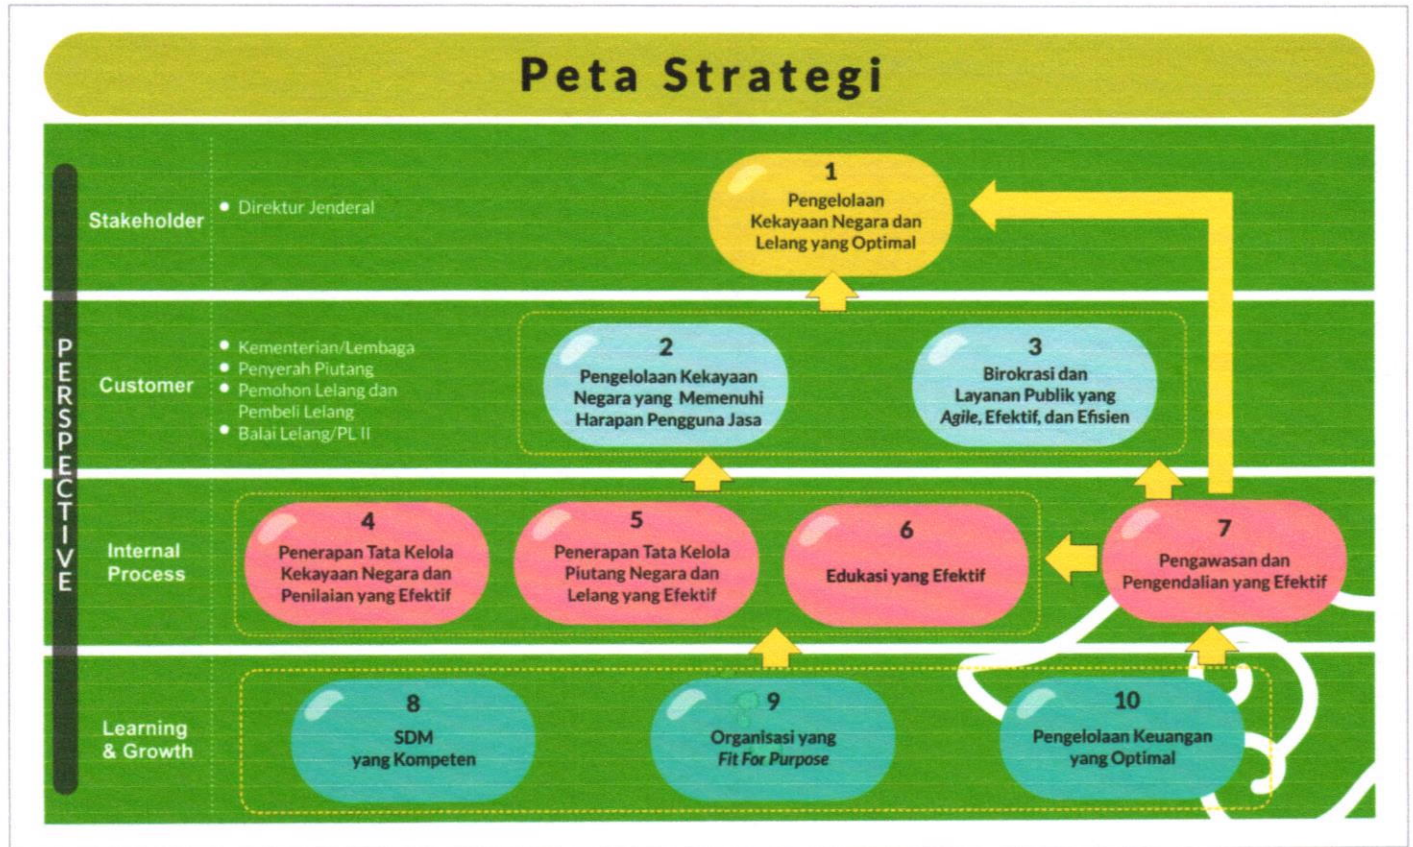 Peta Strategi
PERSPECTIVE
Stakeholder
• Direktur Jenderal
1
Pengelolaan
Kekayaan Negara dan
Lelang yang Optimal
Customer
• Kementerian/Lembaga
• Penyerah Piutang
• Pemohon Lelang dan
Pembeli Lelang
• Balai Lelang/PL II
2
Pengelolaan Kekayaan
Negara yang Memenuhi
Harapan Pengguna Jasa
3
Birokrasi dan
Layanan Publik yang
Agile, Efektif, dan Efisien
Internal
Process
4
Penerapan Tata Kelola
Kekayaan Negara dan
Penilaian yang Efektif
5
Penerapan Tata Kelola
Piutang Negara dan
Lelang yang Efektif
6
Edukasi yang Efektif
7
Pengawasan dan
Pengendalian yang Efektif
Learning
& Growth
8
SDM
yang Kompeten
9
Organisasi yang
Fit For Purpose
10
Pengelolaan Keuangan
yang Optimal